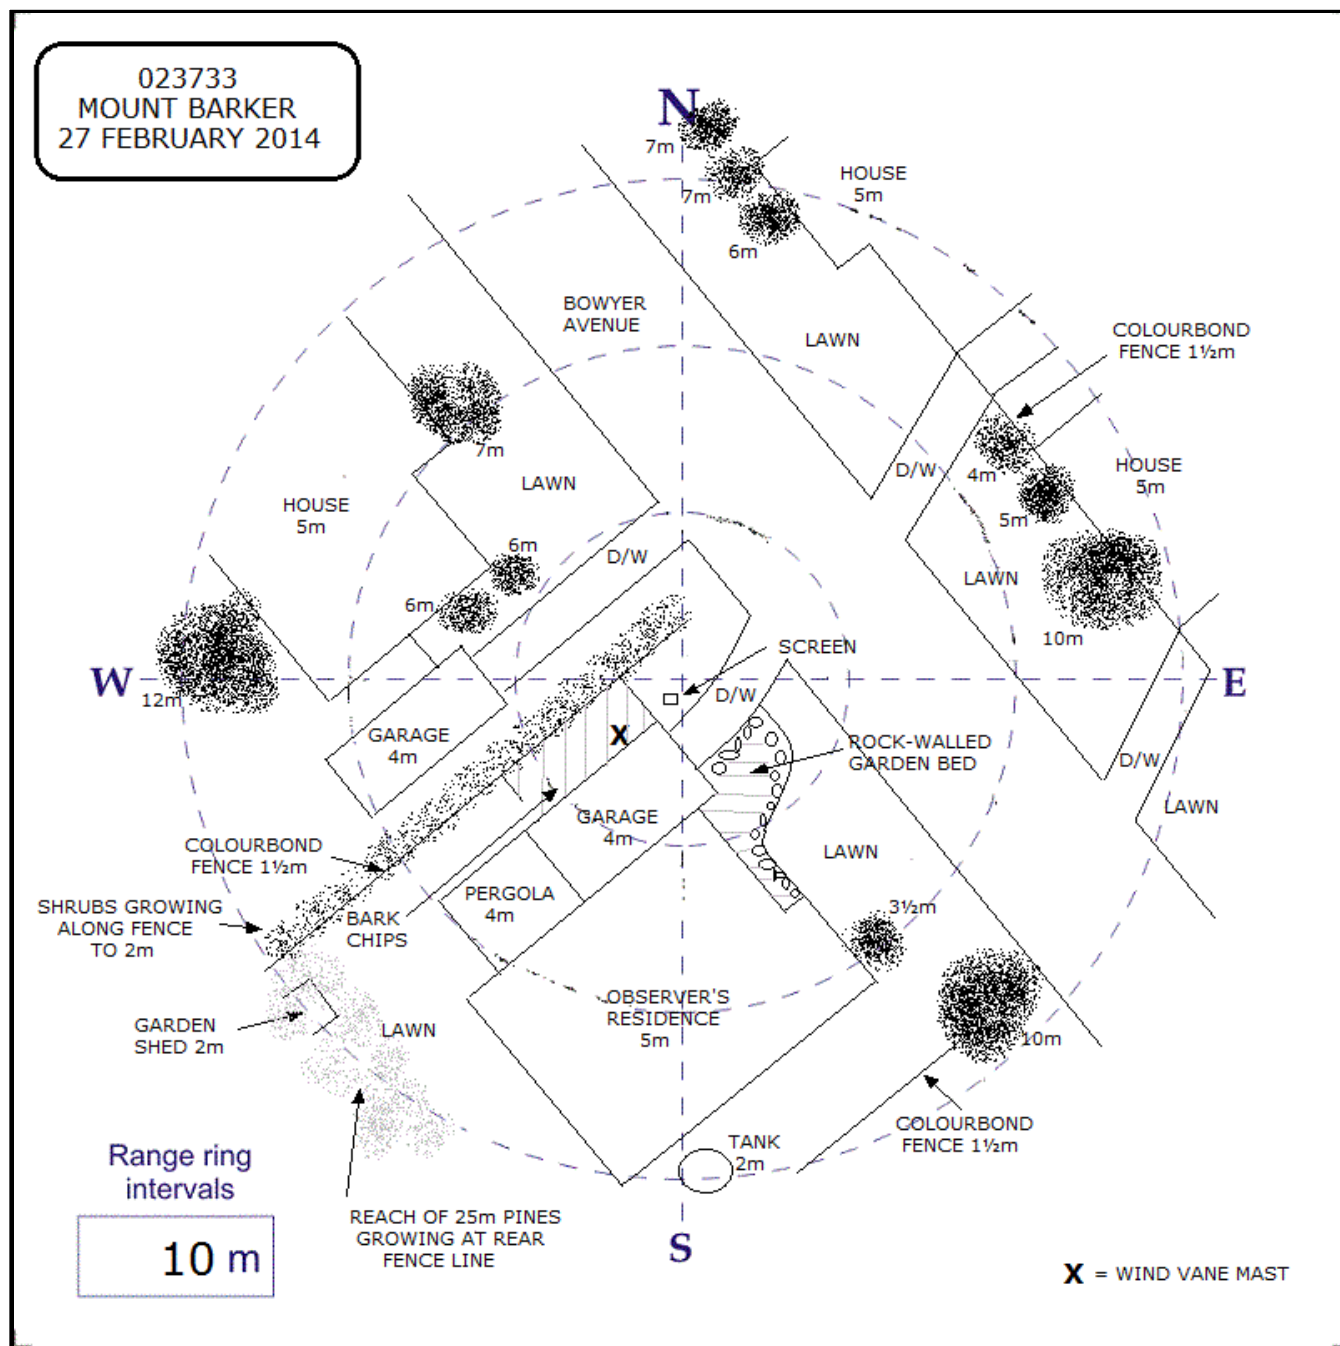 023733
MOUNT BARKER
27 FEBRUARY 2014
N
7m
7m
6m
HOUSE
5m
BOWYER
AVENUE
LAWN
COLOURBOND
FENCE 1½m
7m
LAWN
HOUSE
5m
D/W
4m
HOUSE
5m
5m
6m
D/W
6m
LAWN
10m
SCREEN
W
12m
E
D/W
GARAGE
4m
X
ROCK-WALLED
GARDEN BED
D/W
LAWN
GARAGE
4m
COLOURBOND
FENCE 1½m
LAWN
PERGOLA
4m
SHRUBS GROWING
ALONG FENCE
TO 2m
BARK
CHIPS
3½m
OBSERVER'S
RESIDENCE
5m
GARDEN
SHED 2m
LAWN
10m
COLOURBOND
FENCE 1½m
TANK
2m
Range ring
intervals
10 m
REACH OF 25m PINES
GROWING AT REAR
FENCE LINE
S
X = WIND VANE MAST